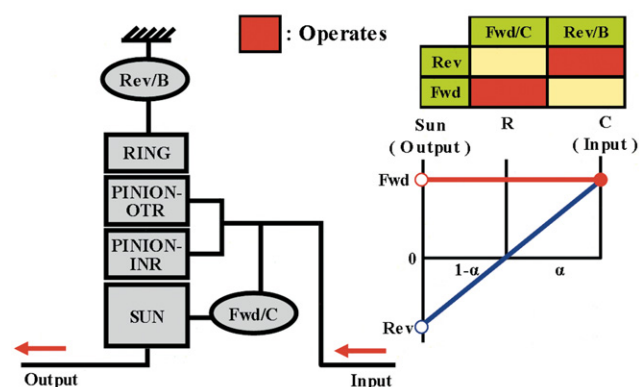 : Operates
Rev/B
RING
PINION-
OTR
PINION-
INR
SUN
Fwd/C
Output
Input
Fwd/C Rev/B
Rev
Fwd
Sun R C
( Output ) ( Input )
Fwd
0
1-α α
Rev